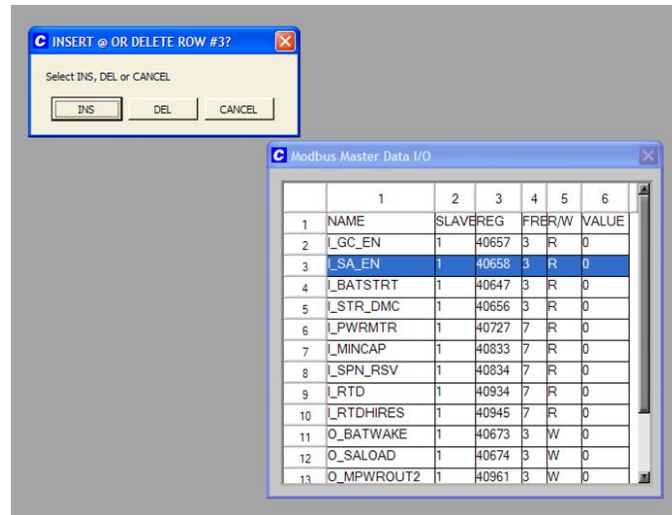 C INSERT @ OR DELETE ROW #3?
Select INS, DEL or CANCEL
INS DEL CANCEL
C Modbus Master Data I/O
1 2 3 4 5 6
1 NAME SLAVE REG FRE R/W VALUE
2 I_GC_EN 1 40657 3 R 0
3 I_SA_EN 1 40658 3 R 0
4 I_BATSTRT 1 40647 3 R 0
5 I_STR_DMC 1 40656 3 R 0
6 I_PWRMTR 1 40727 7 R 0
7 I_MINCAP 1 40833 7 R 0
8 I_SPN_RSV 1 40834 7 R 0
9 I_RTD 1 40934 7 R 0
10 I_RTDHIRES 1 40945 7 R 0
11 O_BATWAKE 1 40673 3 W 0
12 O_SALOAD 1 40674 3 W 0
13 O_MPWROUT2 1 40961 3 W 0